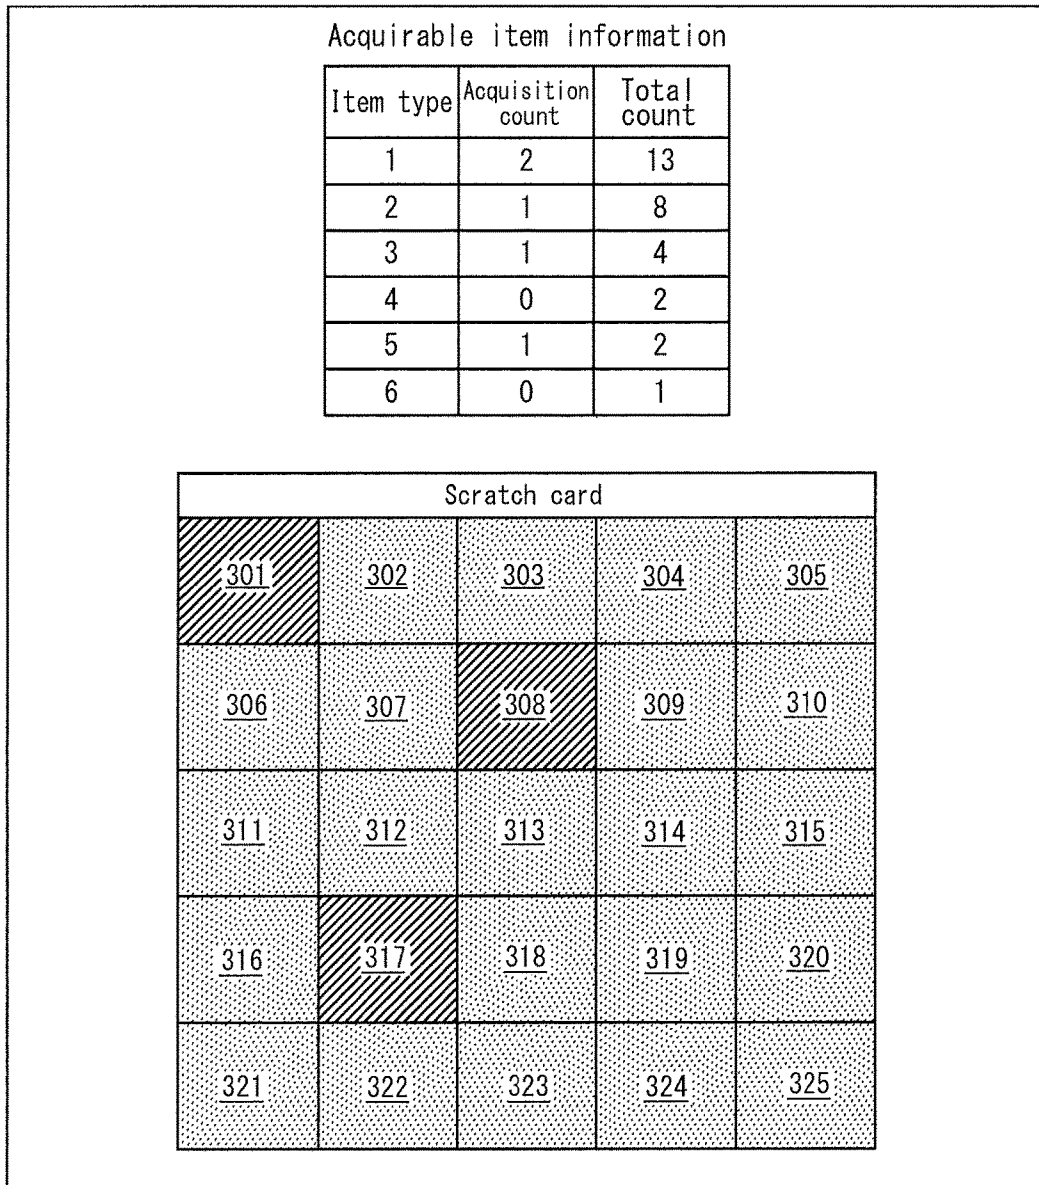 Acquirable item information
Item type Acquisition count Total count
1 2 13
2 1 8
3 1 4
4 0 2
5 1 2
6 0 1
Scratch card
301 302 303 304 305
306 307 308 309 310
311 312 313 314 315
316 317 318 319 320
321 322 323 324 325